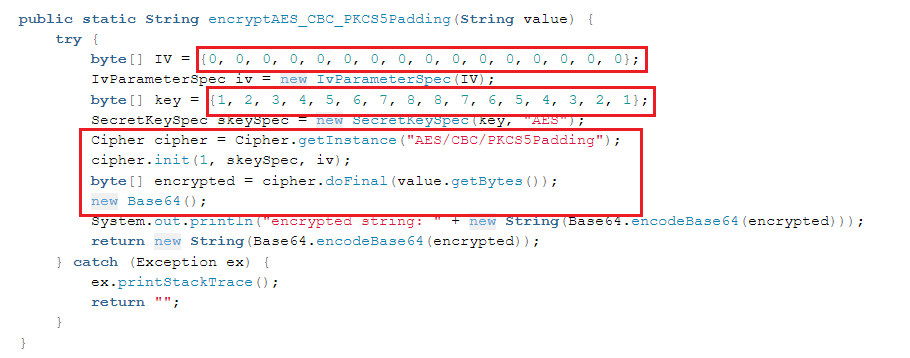 public static String encryptAES_CBC_PKCS5Padding(String value) {
try {
byte[] IV = {0, 0, 0, 0, 0, 0, 0, 0, 0, 0, 0, 0, 0, 0, 0, 0};
IvParameterSpec iv = new IvParameterSpec(IV);
byte[] key = {1, 2, 3, 4, 5, 6, 7, 8, 8, 7, 6, 5, 4, 3, 2, 1};
SecretKeySpec skeySpec = new SecretKeySpec(key, "AES");
Cipher cipher = Cipher.getInstance("AES/CBC/PKCS5Padding");
cipher.init(1, skeySpec, iv);
byte[] encrypted = cipher.doFinal(value.getBytes());
new Base64();
System.out.println("encrypted string: " + new String(Base64.encodeBase64(encrypted)));
return new String(Base64.encodeBase64(encrypted));
} catch (Exception ex) {
ex.printStackTrace();
return "";
}
}